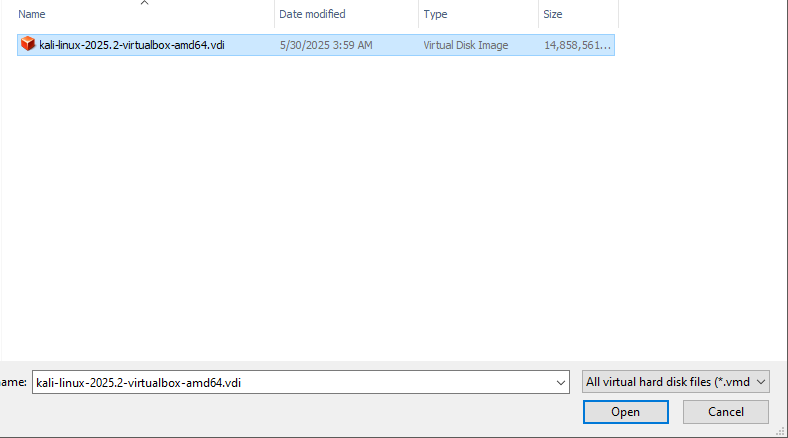 Name Date modified Type Size
kali-linux-2025.2-virtualbox-amd64.vdi 5/30/2025 3:59 AM Virtual Disk Image 14,858,561...
name: kali-linux-2025.2-virtualbox-amd64.vdi All virtual hard disk files (*.vmd
Open Cancel